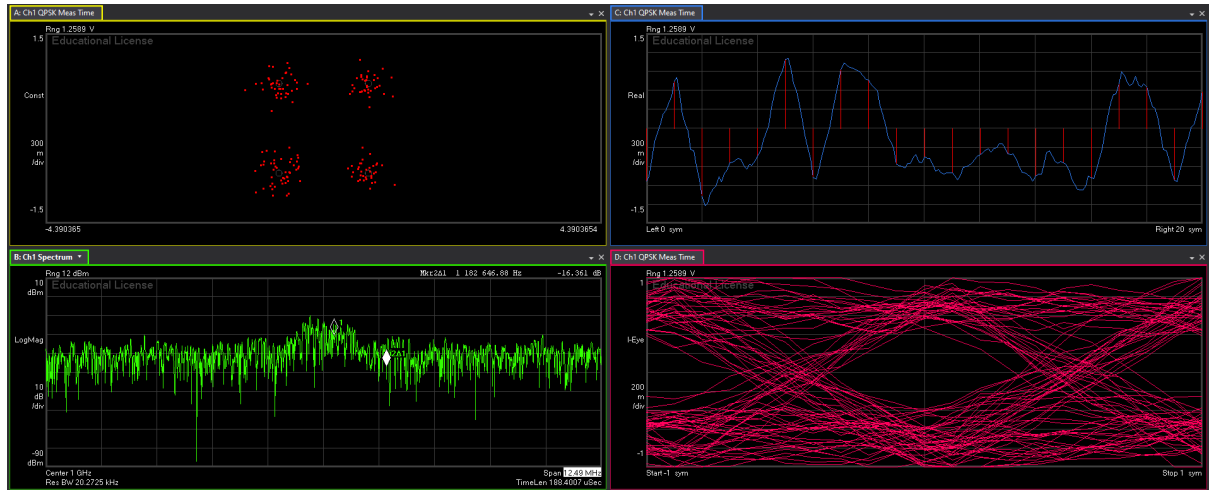 A: Ch1 QPSK Meas Time
Rng 1.2589 V
1.5
Educational License
Const
300
m
/div
-1.5
-4.390365
4.3903654
C: Ch1 QPSK Meas Time
Rng 1.2589 V
1.5
Educational License
Real
300
m
/div
-1.5
Left 0 sym
Right 20 sym
B: Ch1 Spectrum
Rng 12 dBm
Mkr2Δ1 1 182 646.88 Hz -16.361 dB
10
dBm
Educational License
1
LogMag
2Δ1
10
dB
/div
-90
dBm
Center 1 GHz
Span 12.49 MHz
Res BW 20.2725 kHz
TimeLen 188.4007 uSec
D: Ch1 QPSK Meas Time
Rng 1.2589 V
1
Educational License
I-Eye
200
m
/div
-1
Start -1 sym
Stop 1 sym